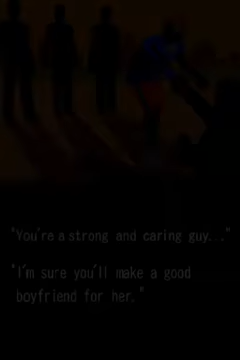 "You're a strong and caring guy. ."
"I'm sure you'll make a good
boyfriend for her."